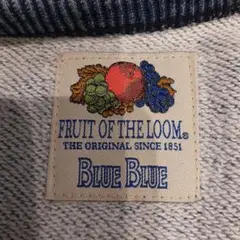 FRUIT OF THE LOOM®
THE ORIGINAL SINCE 1851
BLUE BLUE